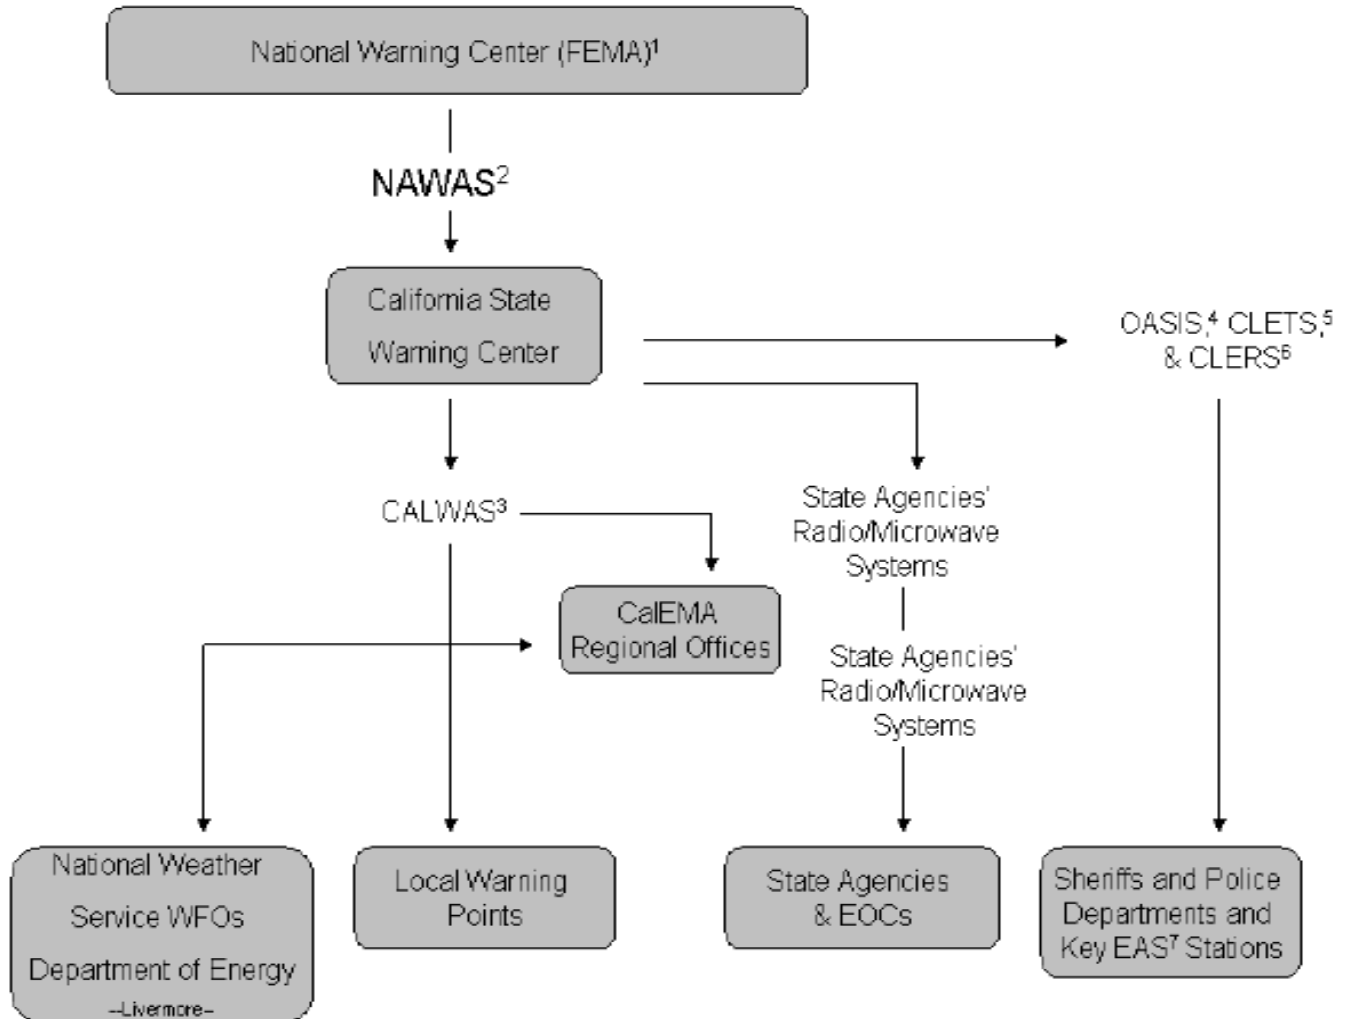 National Warning Center (FEMA)¹
NAWAS²
California State
Warning Center
OASIS,⁴ CLETS,⁵
& CLERS⁶
CALWAS³
State Agencies'
Radio/Microwave
Systems
CalEMA
Regional Offices
State Agencies'
Radio/Microwave
Systems
National Weather
Service WFOs
Department of Energy
--Livermore--
Local Warning
Points
State Agencies
& EOCs
Sheriffs and Police
Departments and
Key EAS⁷ Stations